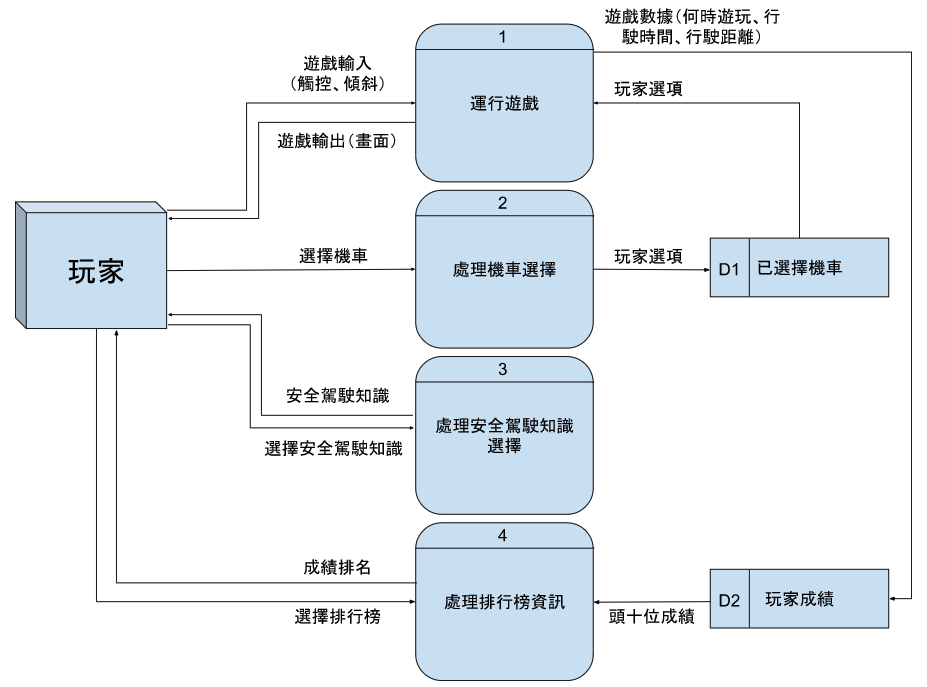 遊戲數據（何時遊玩、行
駛時間、行駛距離）
1
運行遊戲
遊戲輸入
（觸控、傾斜）
遊戲輸出（畫面）
玩家選項
玩家
2
處理機車選擇
選擇機車
玩家選項
D1
已選擇機車
3
處理安全駕駛知識
選擇
安全駕駛知識
選擇安全駕駛知識
4
處理排行榜資訊
成績排名
選擇排行榜
頭十位成績
D2
玩家成績